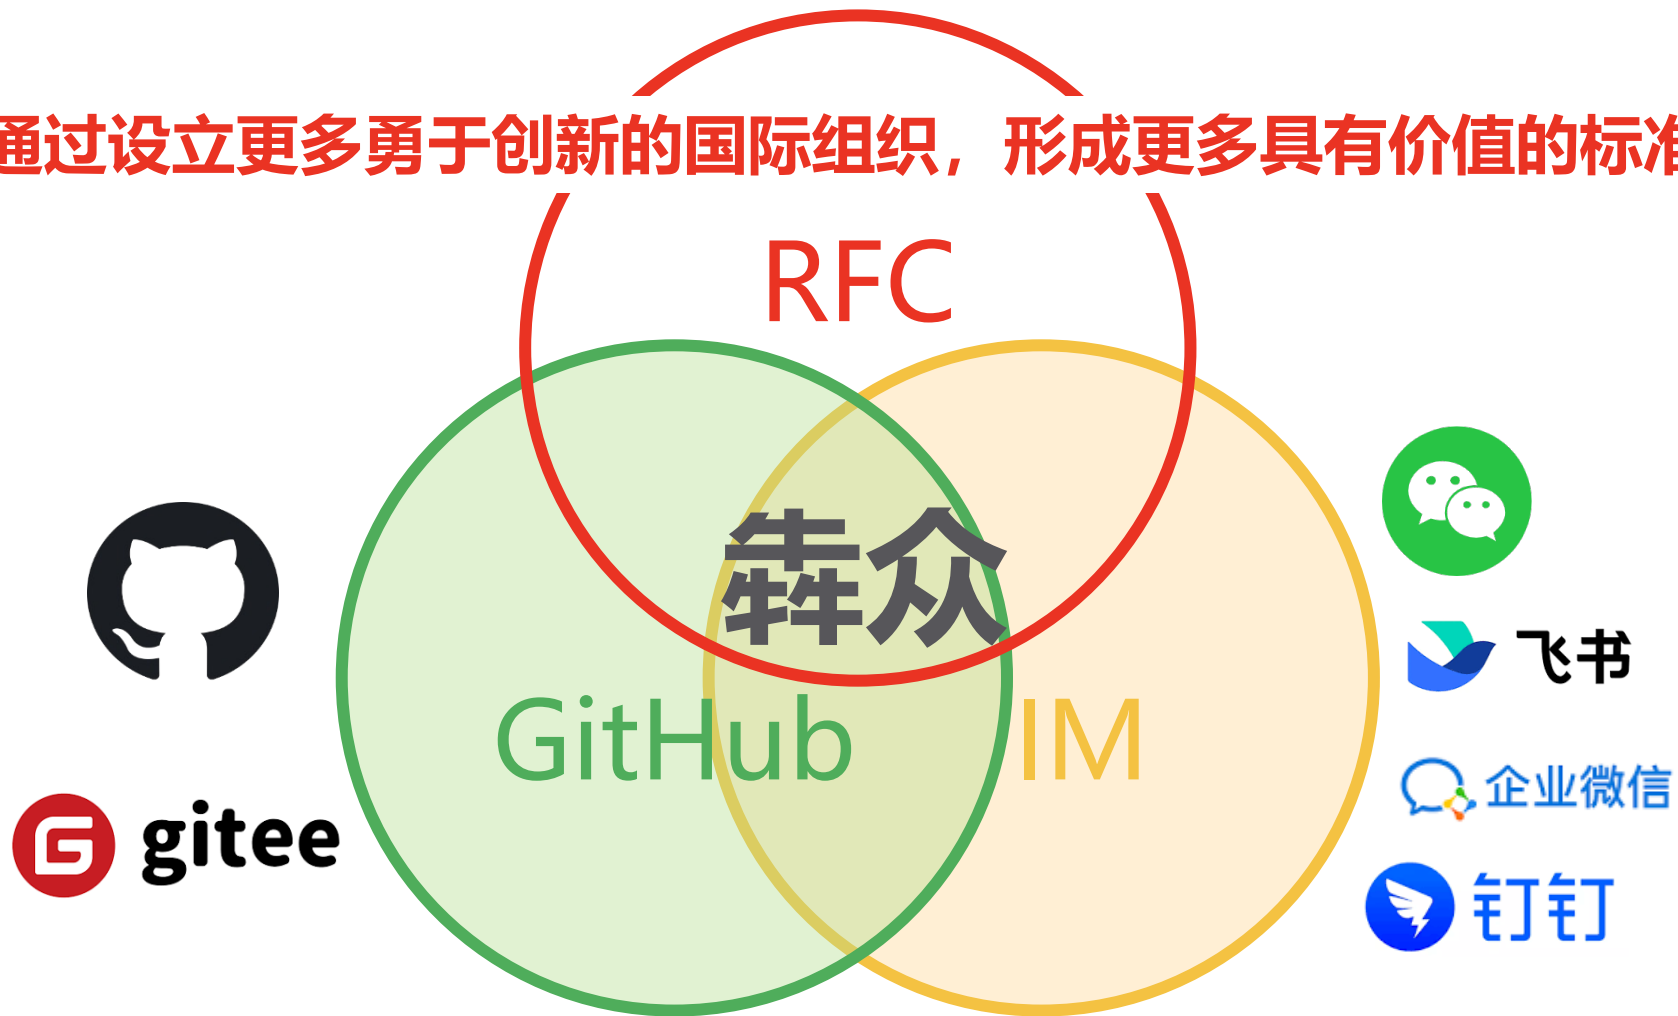 通过设立更多勇于创新的国际组织，形成更多具有价值的标准
RFC
犇众
飞书
GitHub
IM
企业微信
gitee
钉钉